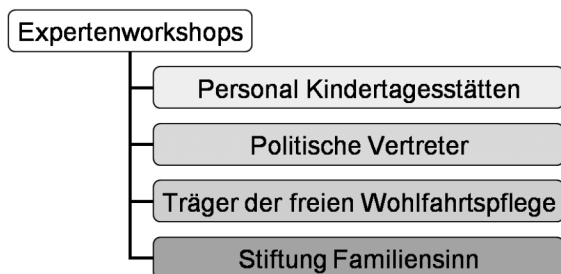 Expertenworkshops
Personal Kindertagesstätten
Politische Vertreter
Träger der freien Wohlfahrtspflege
Stiftung Familiensinn